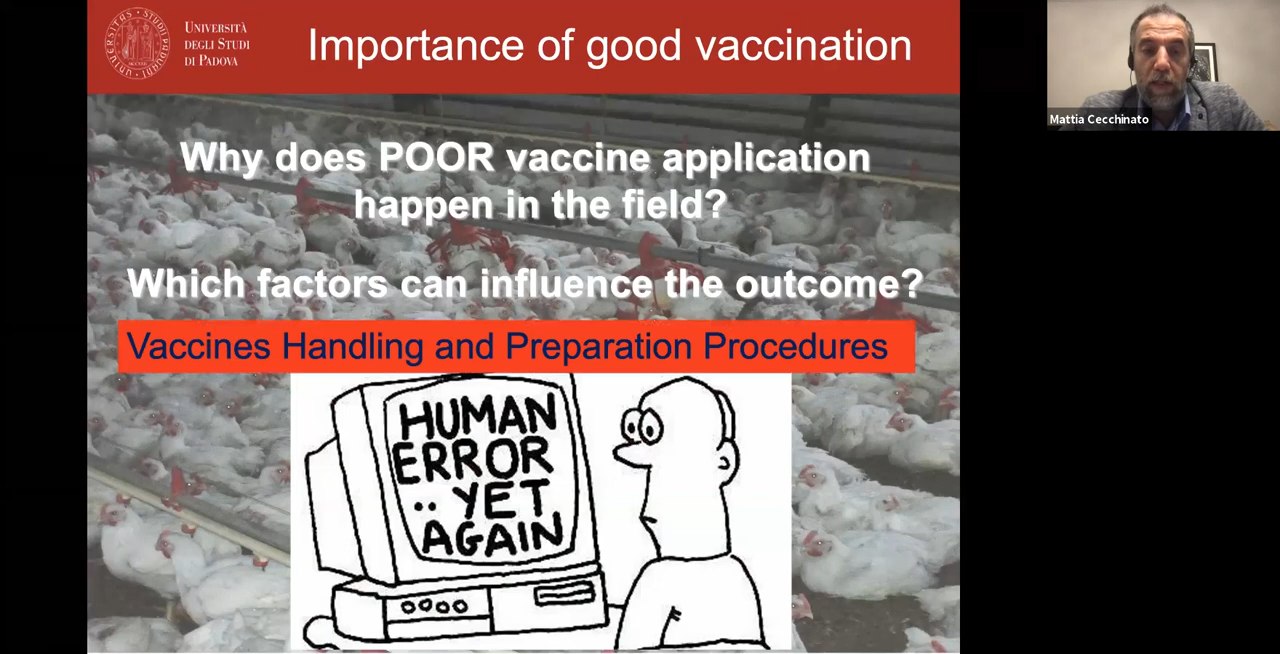 UNIVERSITÀ
DEGLI STUDI
DI PADOVA
Importance of good vaccination
Mattia Cecchinato
Why does POOR vaccine application
happen in the field?
Which factors can influence the outcome?
Vaccines Handling and Preparation Procedures
HUMAN
ERROR
.. YET
AGAIN